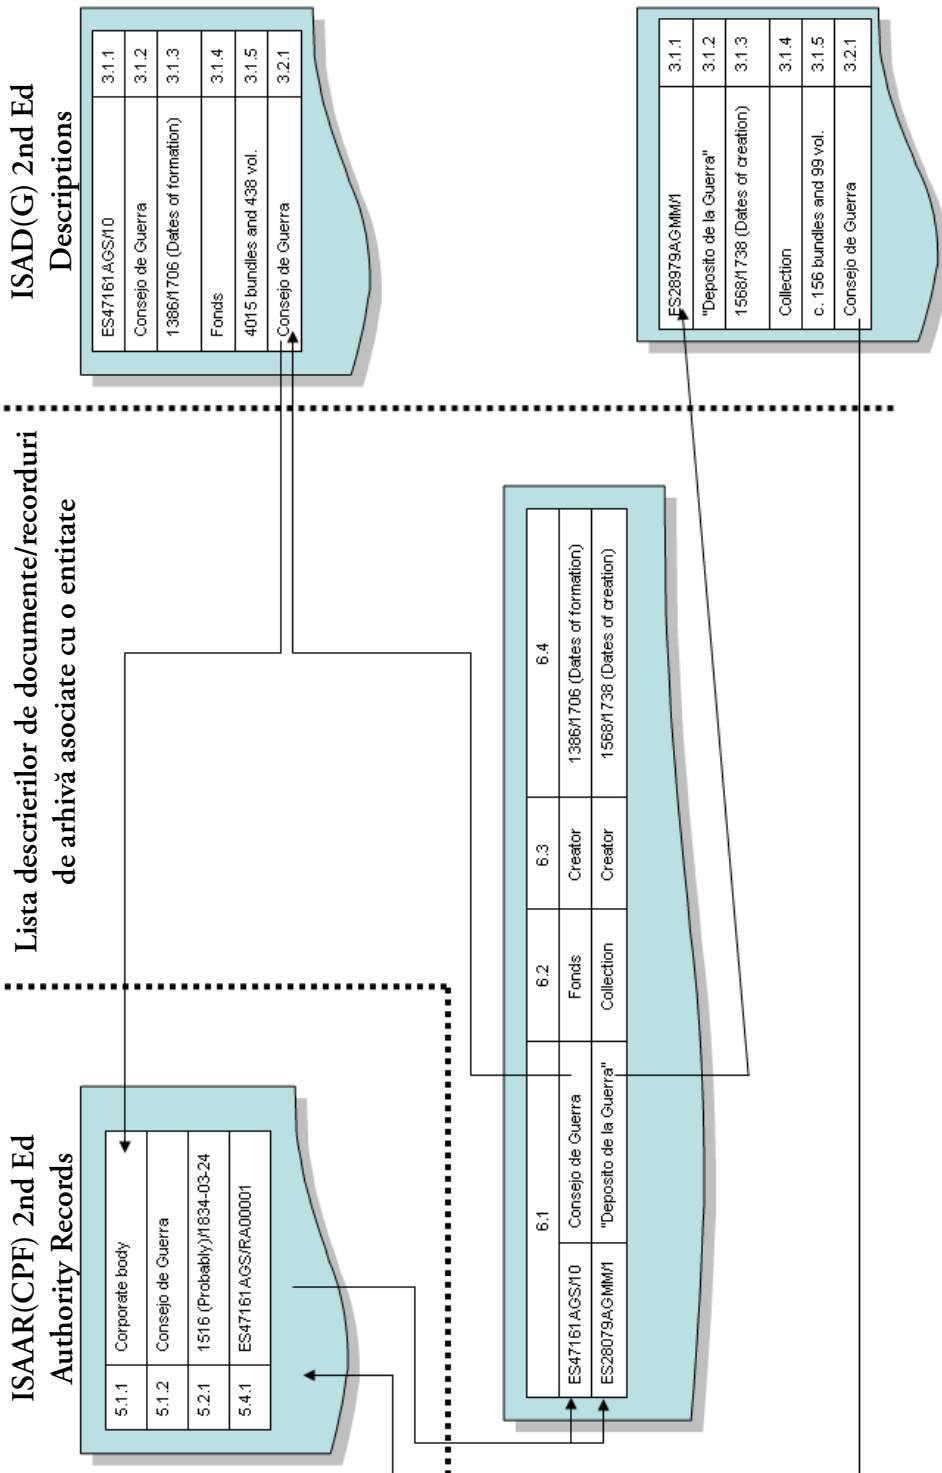 ISAAR(CPF) 2nd Ed
Authority Records
5.1.1 Corporate body
5.1.2 Consejo de Guerra
5.2.1 1516 (Probably)/1834-03-24
5.4.1 ES47161AGS/RA00001
Lista descrierilor de documente/recorduri
de arhivă asociate cu o entitate
6.1 6.2 6.3 6.4
ES47161AGS/10 Consejo de Guerra Fonds Creator 1386/1706 (Dates of formation)
ES28079AGMM/1 "Deposito de la Guerra" Collection Creator 1568/1738 (Dates of creation)
ISAD(G) 2nd Ed
Descriptions
ES47161AGS/10 3.1.1
Consejo de Guerra 3.1.2
1386/1706 (Dates of formation) 3.1.3
Fonds 3.1.4
4015 bundles and 438 vol. 3.1.5
Consejo de Guerra 3.2.1
ES28979AGMM/1 3.1.1
"Deposito de la Guerra" 3.1.2
1568/1738 (Dates of creation) 3.1.3
Collection 3.1.4
c. 156 bundles and 99 vol. 3.1.5
Consejo de Guerra 3.2.1